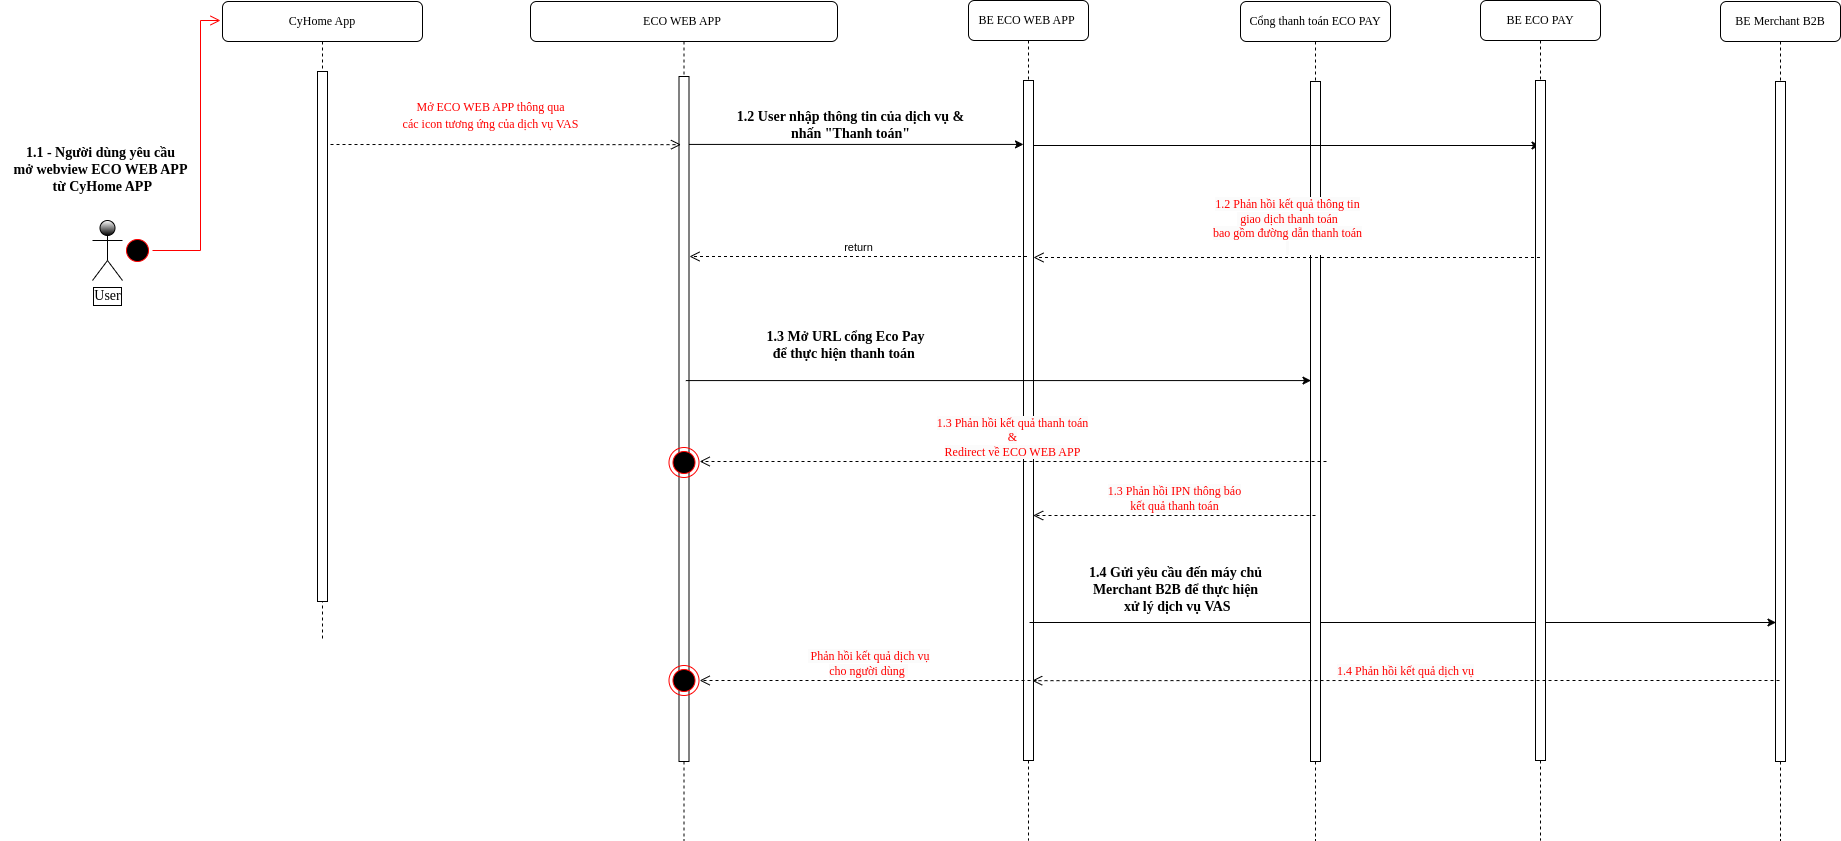 CyHome App
ECO WEB APP
BE ECO WEB APP
Cổng thanh toán ECO PAY
BE ECO PAY
BE Merchant B2B
Mở ECO WEB APP thông qua
các icon tương ứng của dịch vụ VAS
1.2 User nhập thông tin của dịch vụ &
nhấn "Thanh toán"
1.1 - Người dùng yêu cầu
mở webview ECO WEB APP
từ CyHome APP
User
1.2 Phản hồi kết quả thông tin
giao dịch thanh toán
bao gồm đường dẫn thanh toán
return
1.3 Mở URL cổng Eco Pay
để thực hiện thanh toán
1.3 Phản hồi kết quả thanh toán
&
Redirect về ECO WEB APP
1.3 Phản hồi IPN thông báo
kết quả thanh toán
1.4 Gửi yêu cầu đến máy chủ
Merchant B2B để thực hiện
xử lý dịch vụ VAS
Phản hồi kết quả dịch vụ
cho người dùng
1.4 Phản hồi kết quả dịch vụ